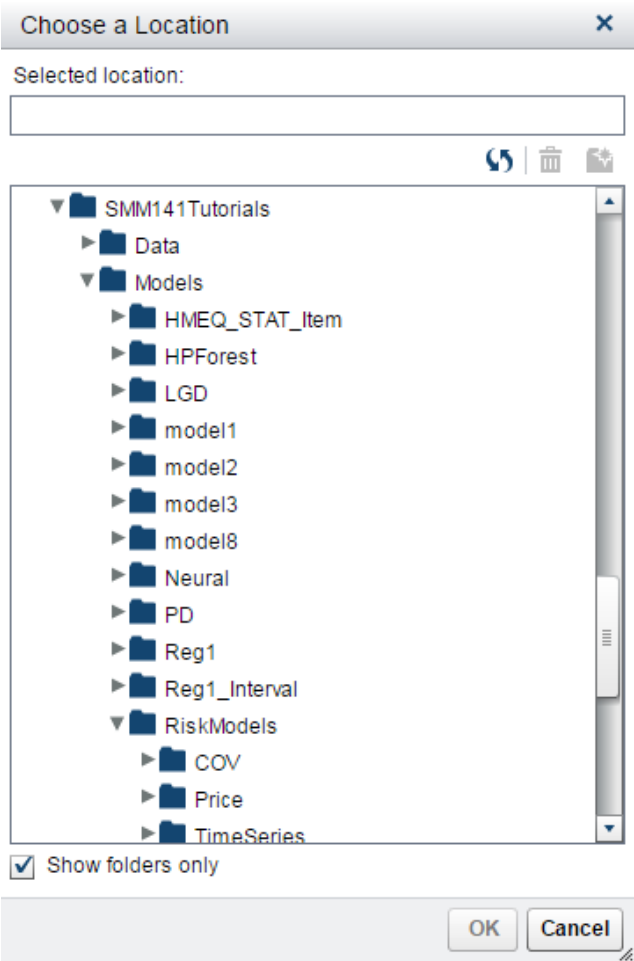 Choose a Location
Selected location:
SMM141Tutorials
Data
Models
HMEQ_STAT_Item
HPForest
LGD
model1
model2
model3
model8
Neural
PD
Reg1
Reg1_Interval
RiskModels
COV
Price
TimeSeries
Show folders only
OK Cancel